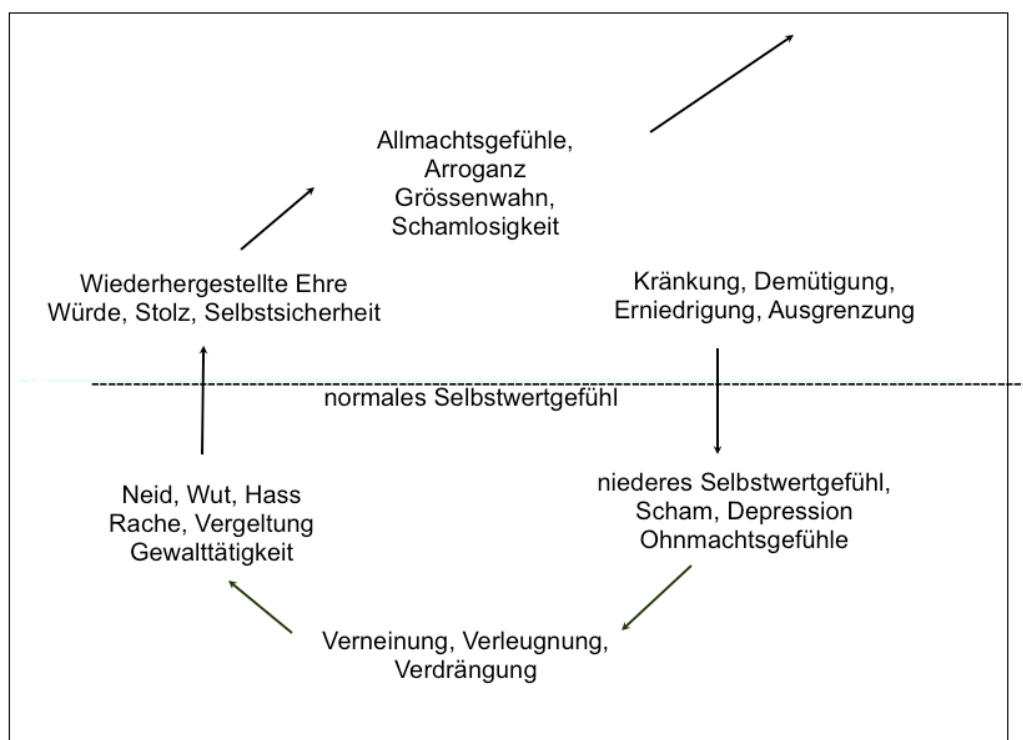 Allmachtsgefühle,
Arroganz
Grössenwahn,
Schamlosigkeit
Wiederhergestellte Ehre
Würde, Stolz, Selbstsicherheit
Kränkung, Demütigung,
Erniedrigung, Ausgrenzung
normales Selbstwertgefühl
Neid, Wut, Hass
Rache, Vergeltung
Gewalttätigkeit
niederes Selbstwertgefühl,
Scham, Depression
Ohnmachtsgefühle
Verneinung, Verleugnung,
Verdrängung